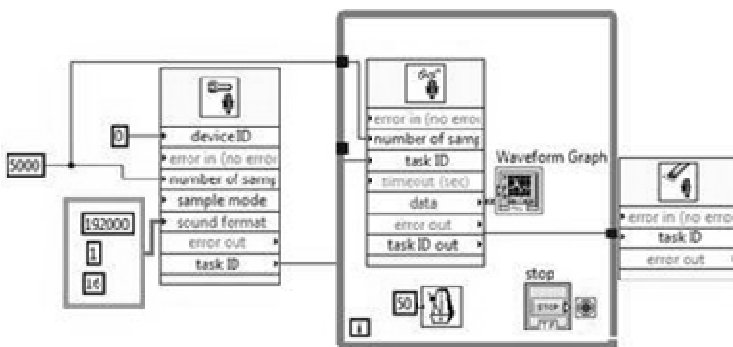 5000
0
deviceID
error in (no error
number of samp
sample mode
sound format
error out
task ID
192000
1
16
error in (no erro
number of samp
task ID
timeout (sec)
data
error out
task ID out
Waveform Graph
50
i
stop
STOP
TF
error in (no erro
task ID
error out